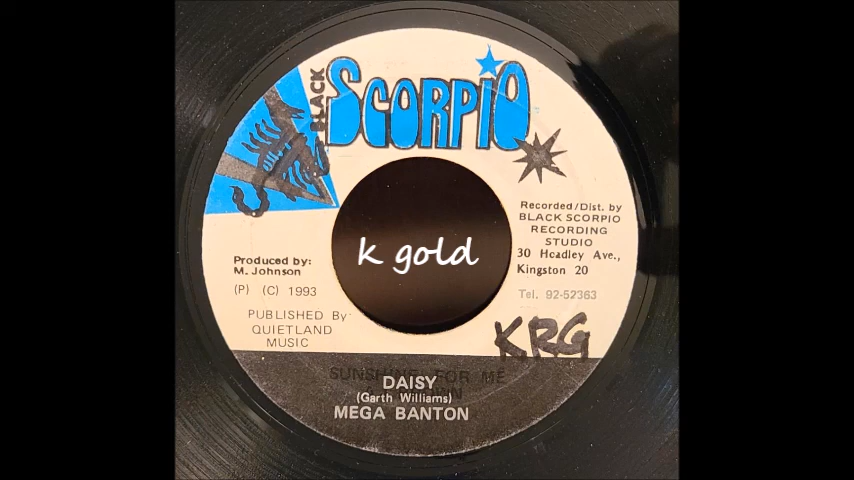 BLACK
SCORPIO
Recorded/Dist. by
BLACK SCORPIO
RECORDING
STUDIO
30 Headley Ave.,
Kingston 20
Tel. 92-52363
k gold
Produced by:
M. Johnson
(P) (C) 1993
PUBLISHED By
QUIETLAND
MUSIC
KRG
SUNSHINE FOR ME
DAISY
(Garth Williams)
MEGA BANTON